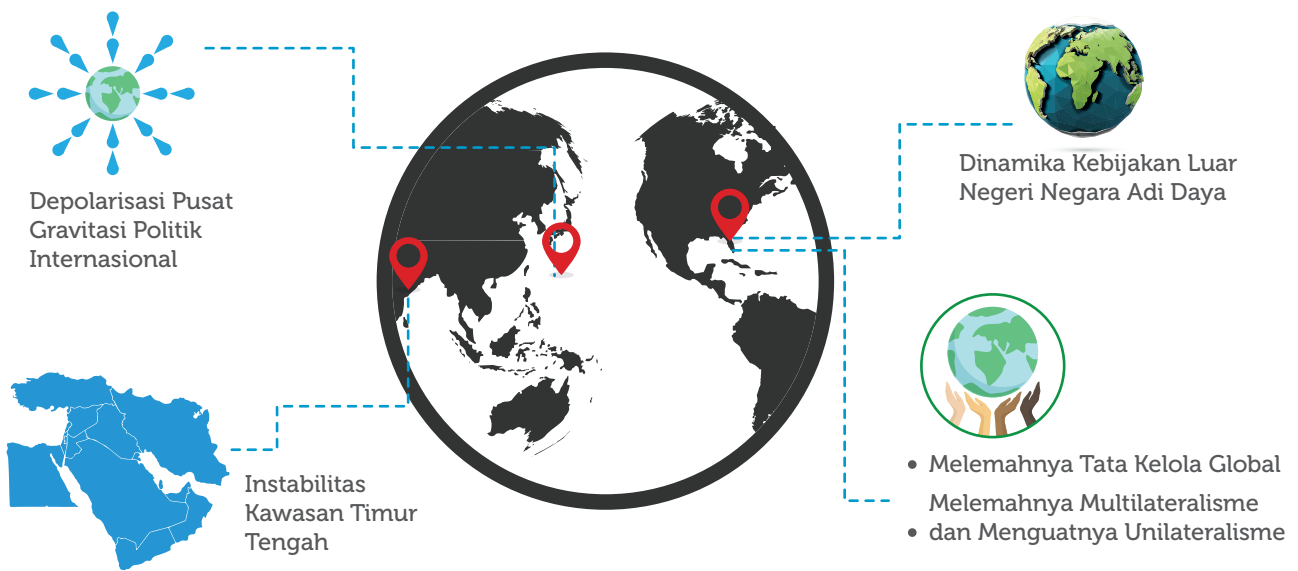 Depolarisasi Pusat
Gravitasi Politik
Internasional
Dinamika Kebijakan Luar
Negeri Negara Adi Daya
Instabilitas
Kawasan Timur
Tengah
• Melemahnya Tata Kelola Global
Melemahnya Multilateralisme
• dan Menguatnya Unilateralisme